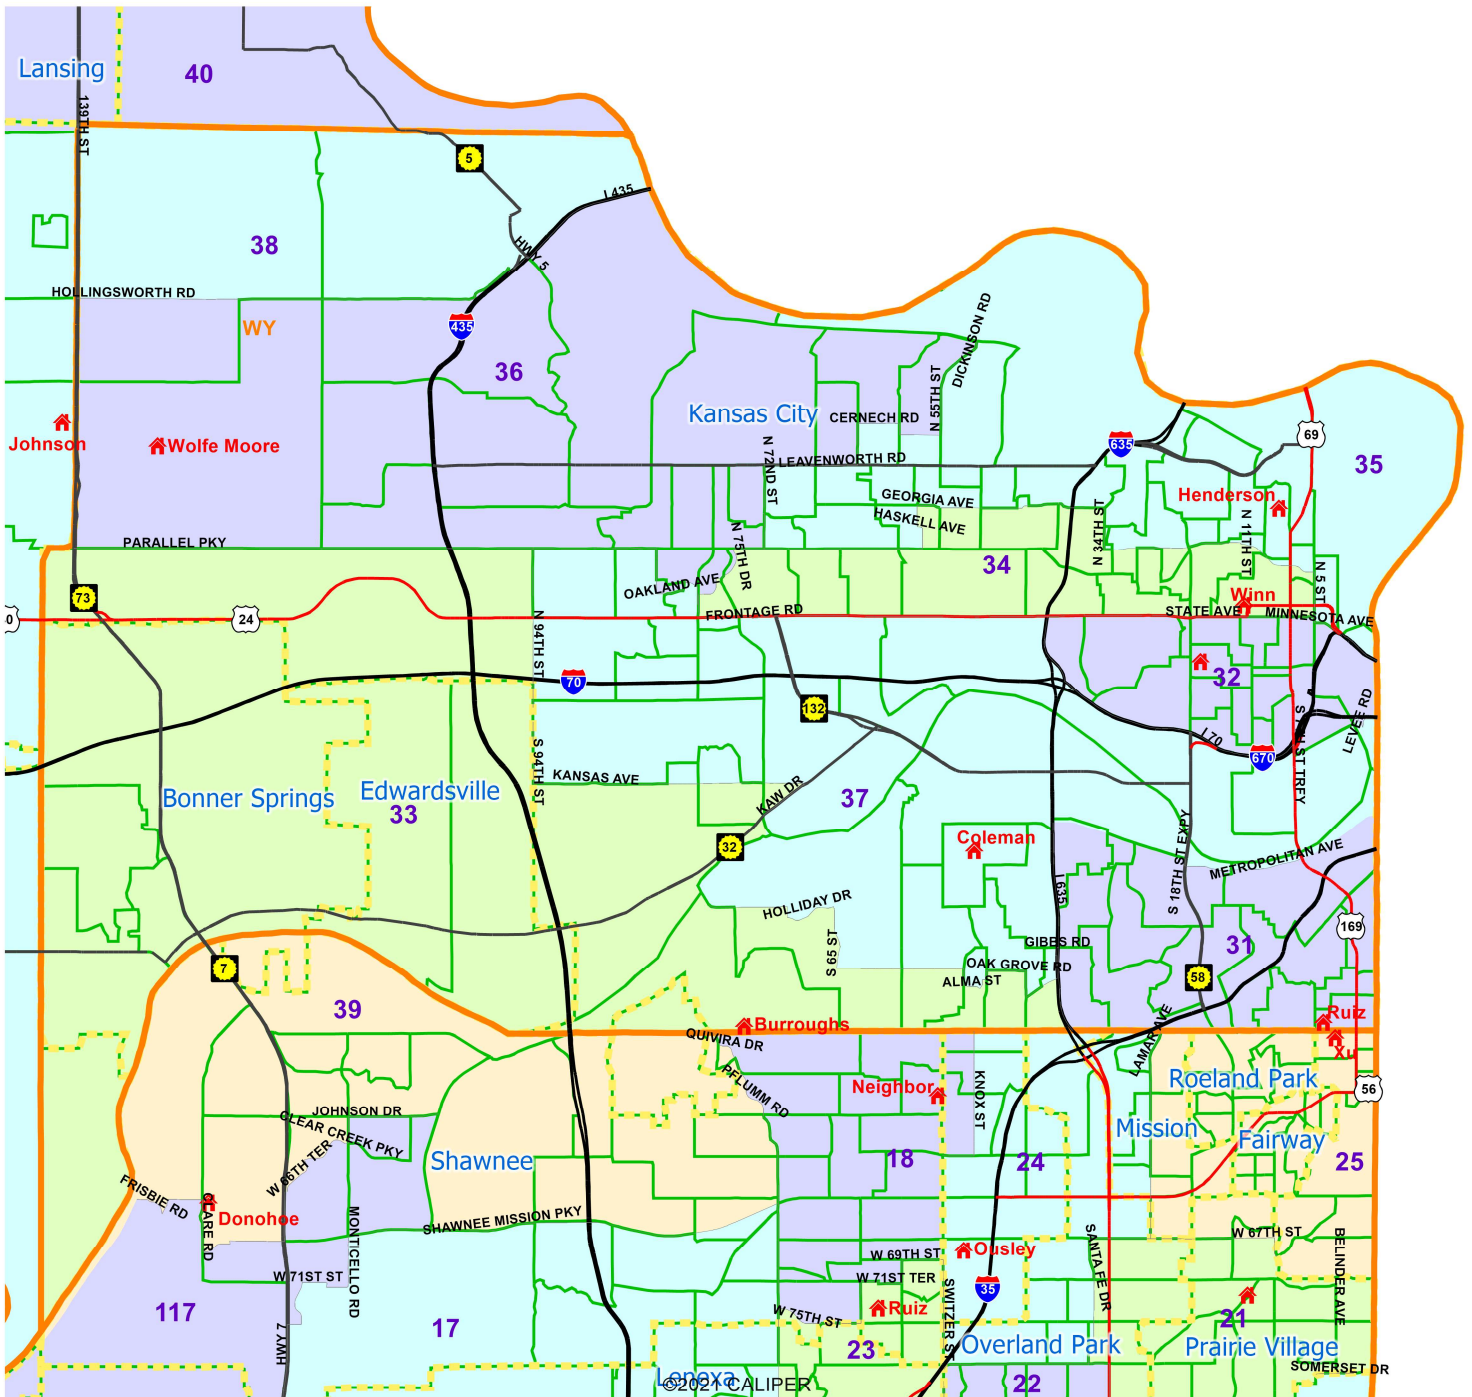 Lansing
40
139TH ST
5
I 435
38
HWY 5
HOLLINGSWORTH RD
WY
435
36
DICKINSON RD
N 55TH ST
Kansas City
CERNECH RD
Johnson
Wolfe Moore
N 72ND ST
LEAVENWORTH RD
635
69
35
GEORGIA AVE
HASKELL AVE
Henderson
N 34TH ST
N 11TH ST
PARALLEL PKY
N 75TH DR
34
OAKLAND AVE
N 5 ST
73
24
FRONTAGE RD
Winn
STATE AVE
MINNESOTA AVE
N 94TH ST
70
32
132
S 7TH ST TRFY
LEVEE RD
I 70
670
S 94TH ST
KANSAS AVE
KAW DR
37
Bonner Springs
Edwardsville
33
32
Coleman
S 18TH ST EXPY
METROPOLITAN AVE
I 635
HOLLIDAY DR
S 65 ST
GIBBS RD
31
169
OAK GROVE RD
ALMA ST
58
7
39
Burroughs
QUIVIRA DR
Ruiz
Xu
LAMAR AVE
PFLUMM RD
Neighbor
KNOX ST
Roeland Park
56
JOHNSON DR
CLEAR CREEK PKY
W 66TH TER
Mission
Fairway
Shawnee
18
24
25
FRISBIE RD
CLARE RD
Donohoe
MONTICELLO RD
SHAWNEE MISSION PKY
SANTA FE DR
W 67TH ST
BELINDER AVE
W 69TH ST
Ousley
W 71ST ST
W 71ST TER
SWITZER ST
35
117
17
HWY 7
W 75TH ST
Ruiz
21
23
Overland Park
Prairie Village
SOMERSET DR
Lenexa
©2021 CALIPER
22